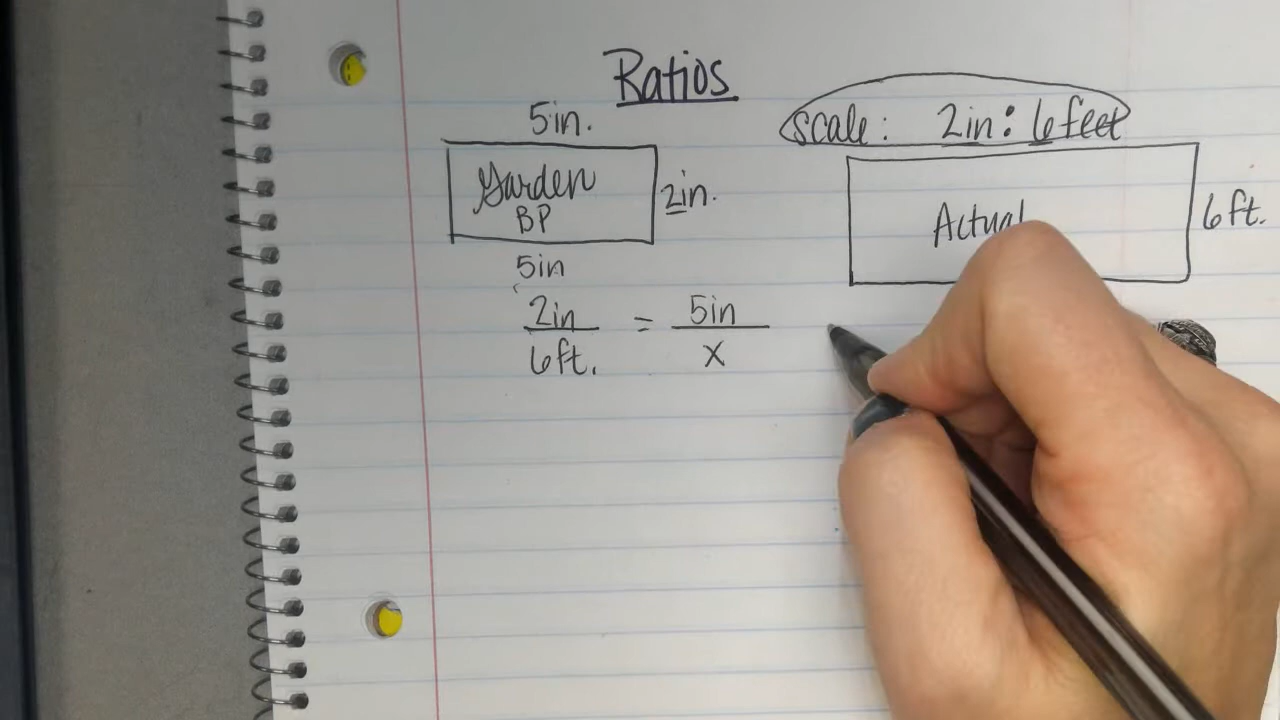 Ratios
5in.
scale: 2in: 6feet
Garden
BP
2in.
Actual
6ft.
5in
2in = 5in
6ft. x